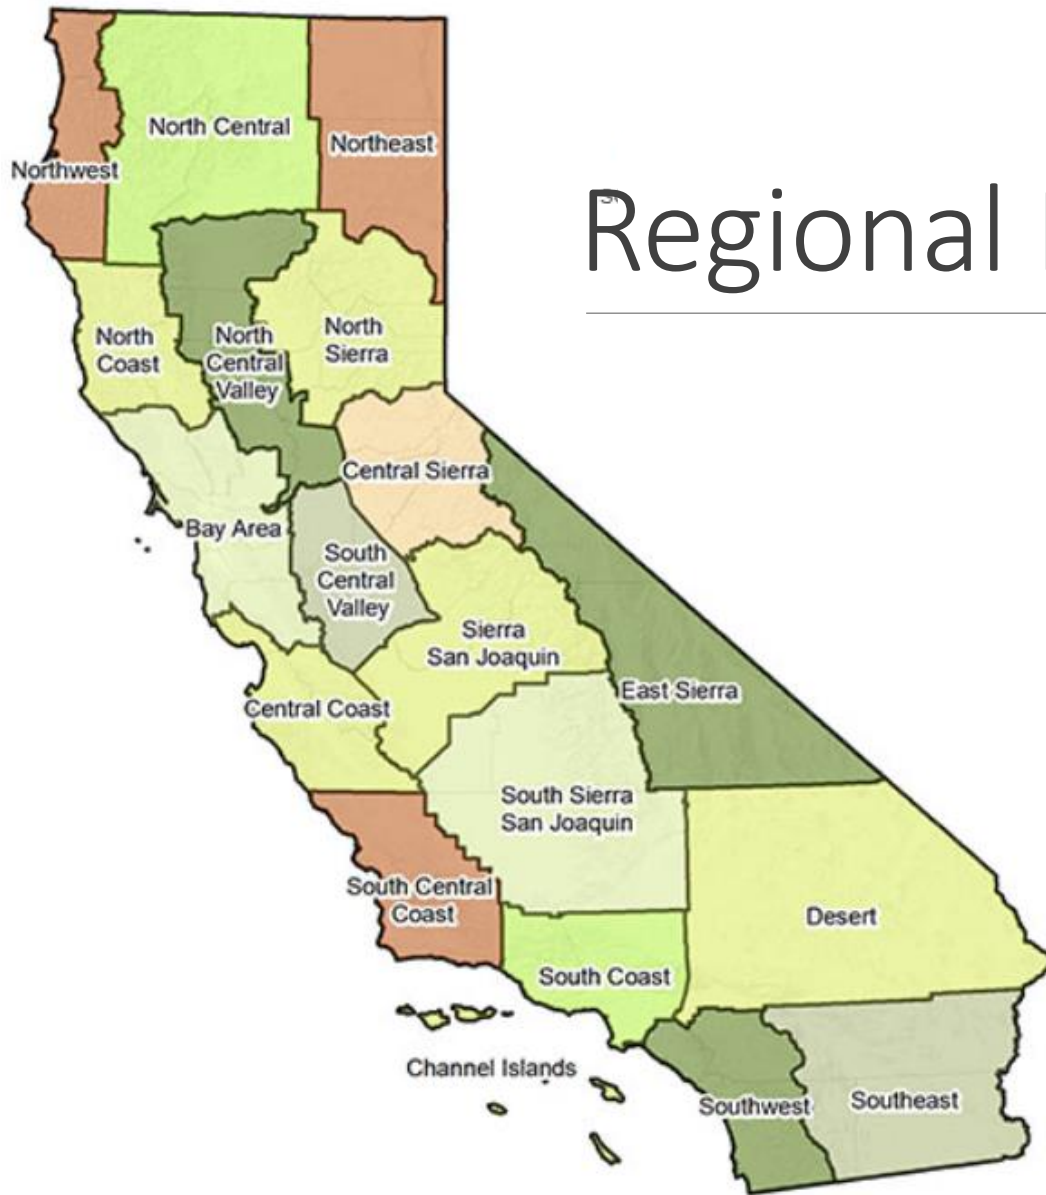 Regional
North Central
Northeast
Northwest
North
Coast
North
Central
Valley
North
Sierra
Central Sierra
Bay Area
South
Central
Valley
Sierra
San Joaquin
East Sierra
Central Coast
South Sierra
San Joaquin
South Central
Coast
Desert
South Coast
Channel Islands
Southwest
Southeast